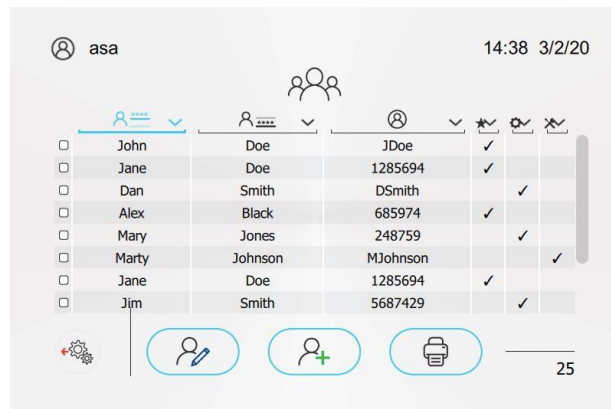 asa 14:38 3/2/20
John Doe JDoe ✓
Jane Doe 1285694 ✓
Dan Smith DSmith ✓
Alex Black 685974 ✓
Mary Jones 248759 ✓
Marty Johnson MJohnson ✓
Jane Doe 1285694 ✓
Jim Smith 5687429 ✓
25